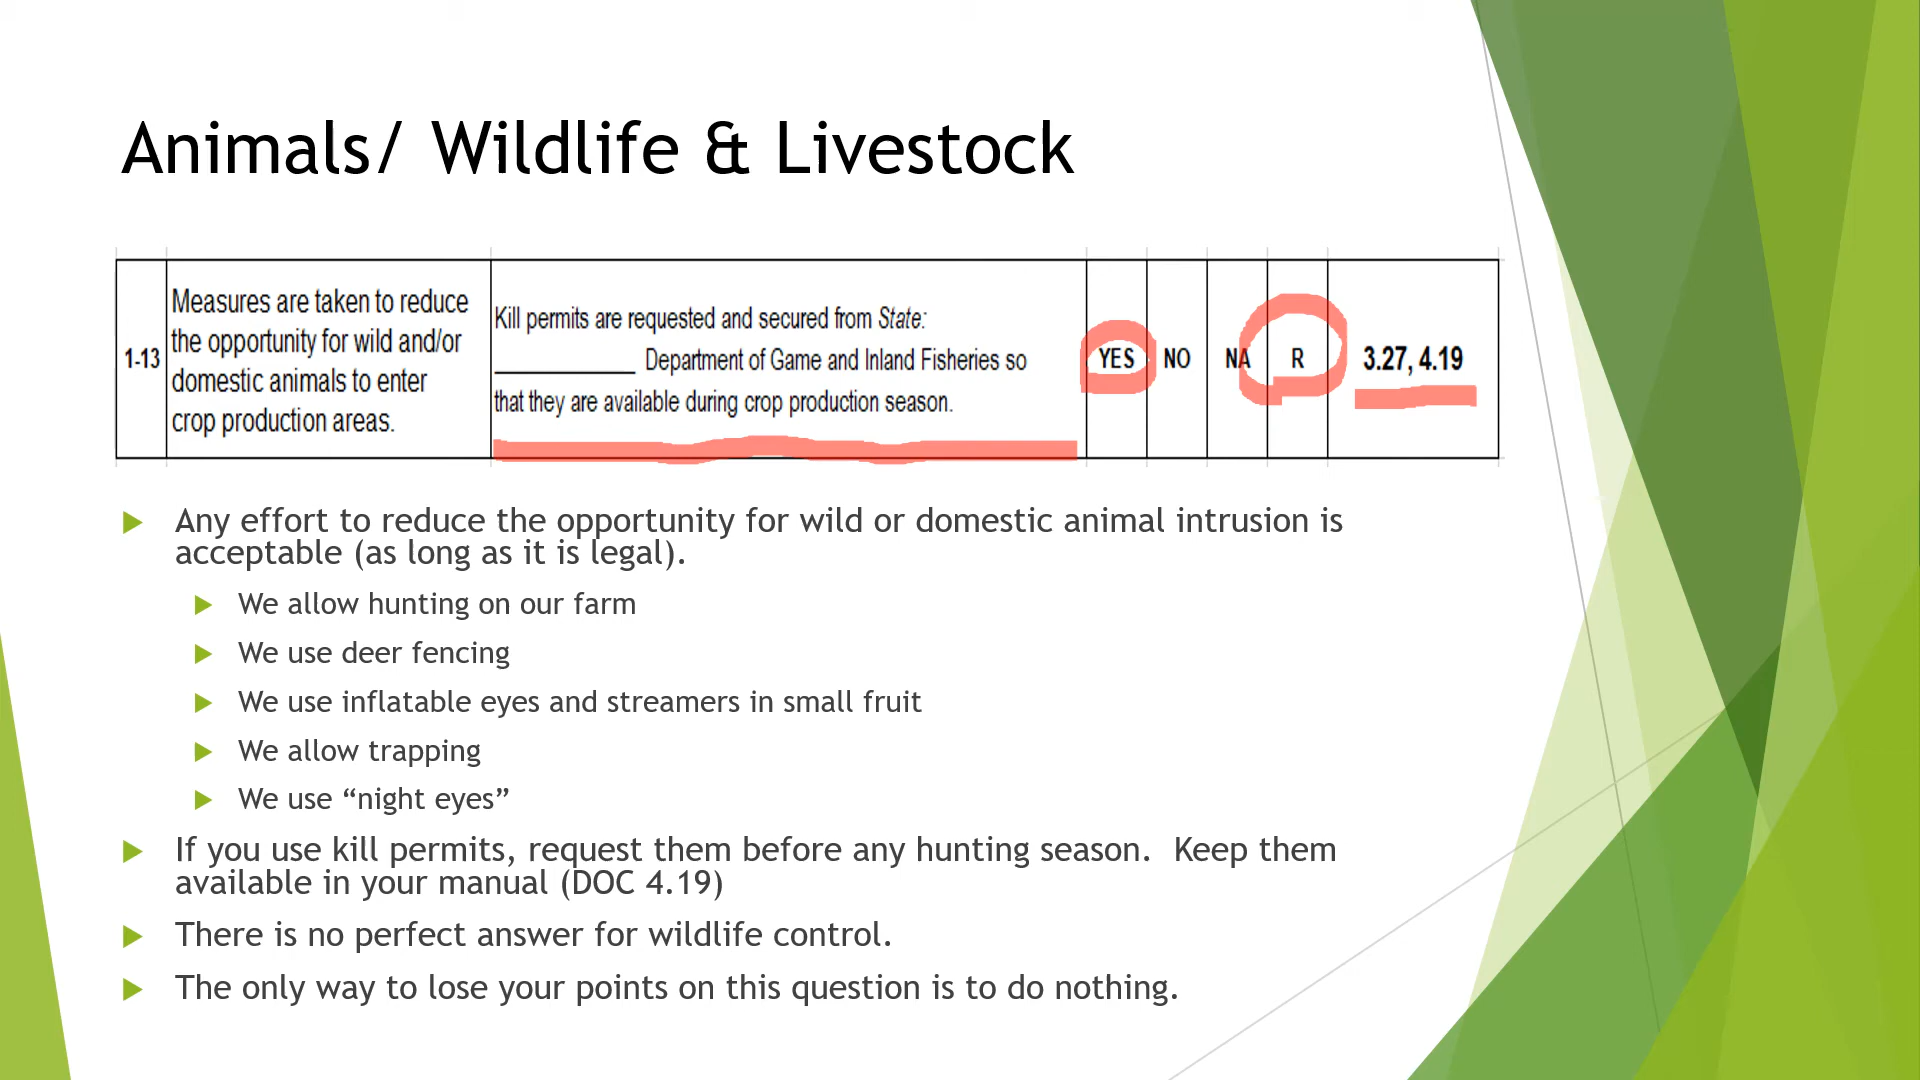 Animals/ Wildlife & Livestock
1-13
Measures are taken to reduce
the opportunity for wild and/or
domestic animals to enter
crop production areas.
Kill permits are requested and secured from State:
____________ Department of Game and Inland Fisheries so
that they are available during crop production season.
YES NO NA R 3.27, 4.19
Any effort to reduce the opportunity for wild or domestic animal intrusion is
acceptable (as long as it is legal).
We allow hunting on our farm
We use deer fencing
We use inflatable eyes and streamers in small fruit
We allow trapping
We use “night eyes”
If you use kill permits, request them before any hunting season.  Keep them
available in your manual (DOC 4.19)
There is no perfect answer for wildlife control.
The only way to lose your points on this question is to do nothing.